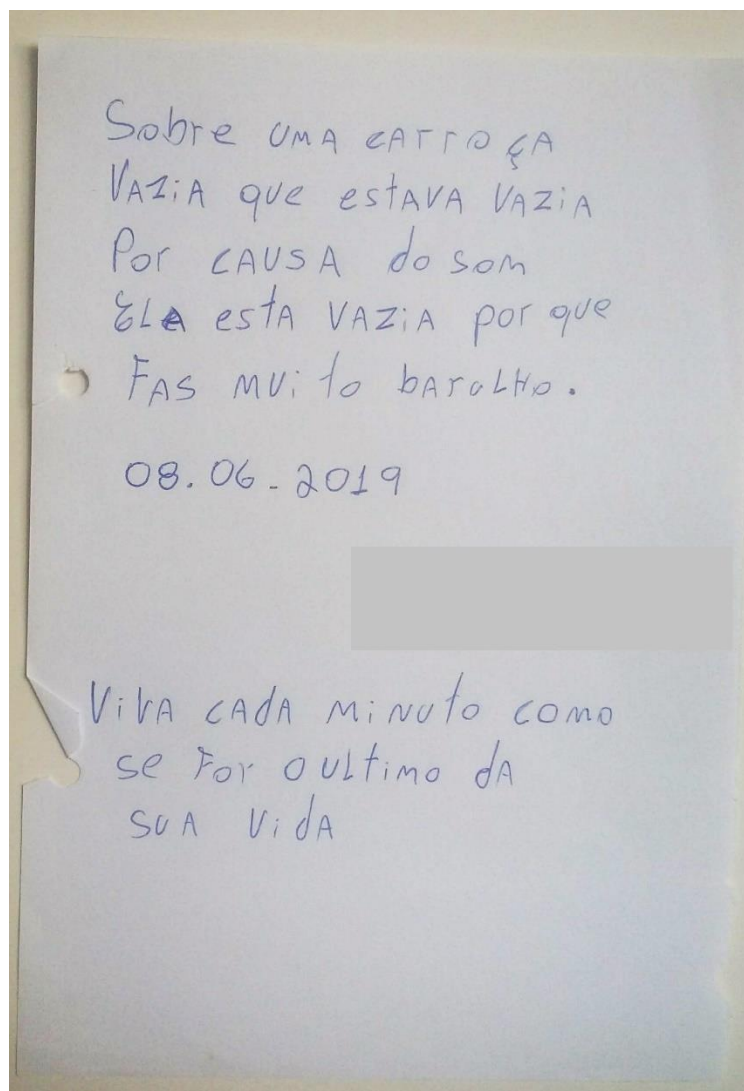 Sobre UMA CARROÇA
VAZiA que estAVA VAZiA
Por CAUSA do som
ELA estA VAZiA por que
FAS MUito bARULHO.
08.06-2019
ViVA CAdA MiNUto COMO
se For O ULtimo dA
SUA VidA